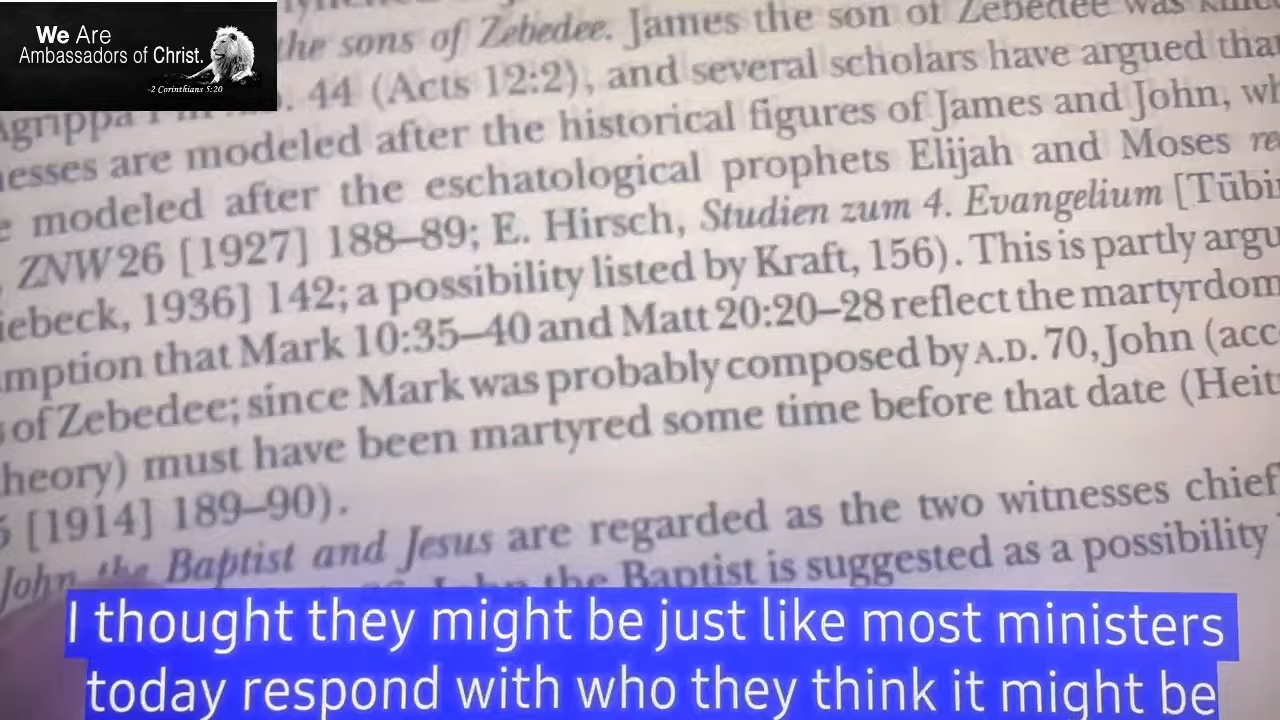 We Are
Ambassadors of Christ.
-2 Corinthians 5:20
the sons of Zebedee. James the son of Zebedee was
44 (Acts 12:2), and several scholars have argued that
Agrippa I
esses are modeled after the historical figures of James and John,
modeled after the eschatological prophets Elijah and Moses
ZNW 26 [1927] 188–89; E. Hirsch, Studien zum 4. Evangelium [Tübin
iebeck, 1936] 142; a possibility listed by Kraft, 156). This is partly argu
mption that Mark 10:35–40 and Matt 20:20–28 reflect the martyrdom
of Zebedee; since Mark was probably composed by A.D. 70, John (acc
heory) must have been martyred some time before that date (Heit
[1914] 189–90).
John the Baptist and Jesus are regarded as the two witnesses chief
John the Baptist is suggested as a possibility
I thought they might be just like most ministers
today respond with who they think it might be